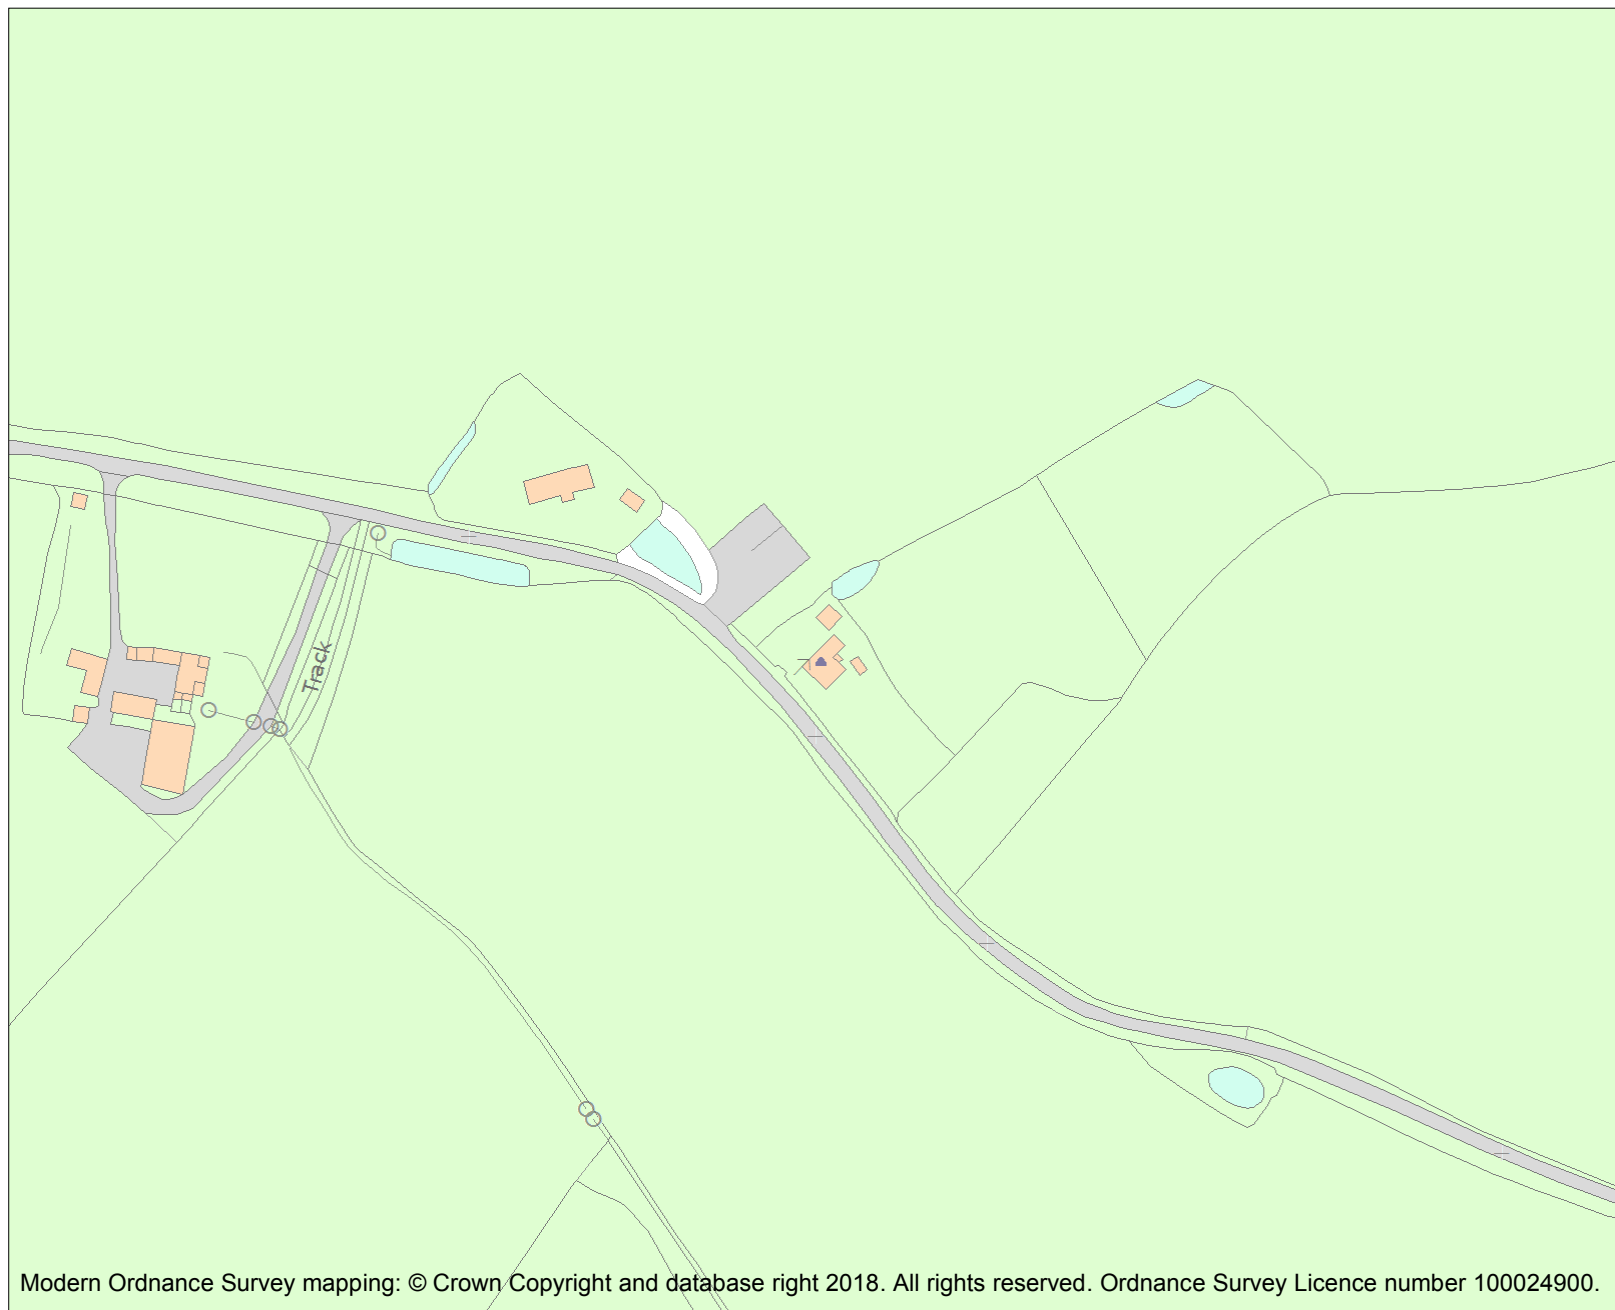 Track
Modern Ordnance Survey mapping: © Crown Copyright and database right 2018. All rights reserved. Ordnance Survey Licence number 100024900.